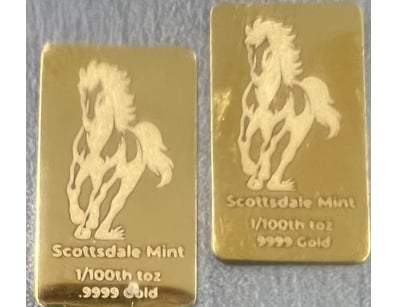 Scottsdale Mint
1/100th toz
.9999 Gold
Scottsdale Mint
1/100th toz
.9999 Gold